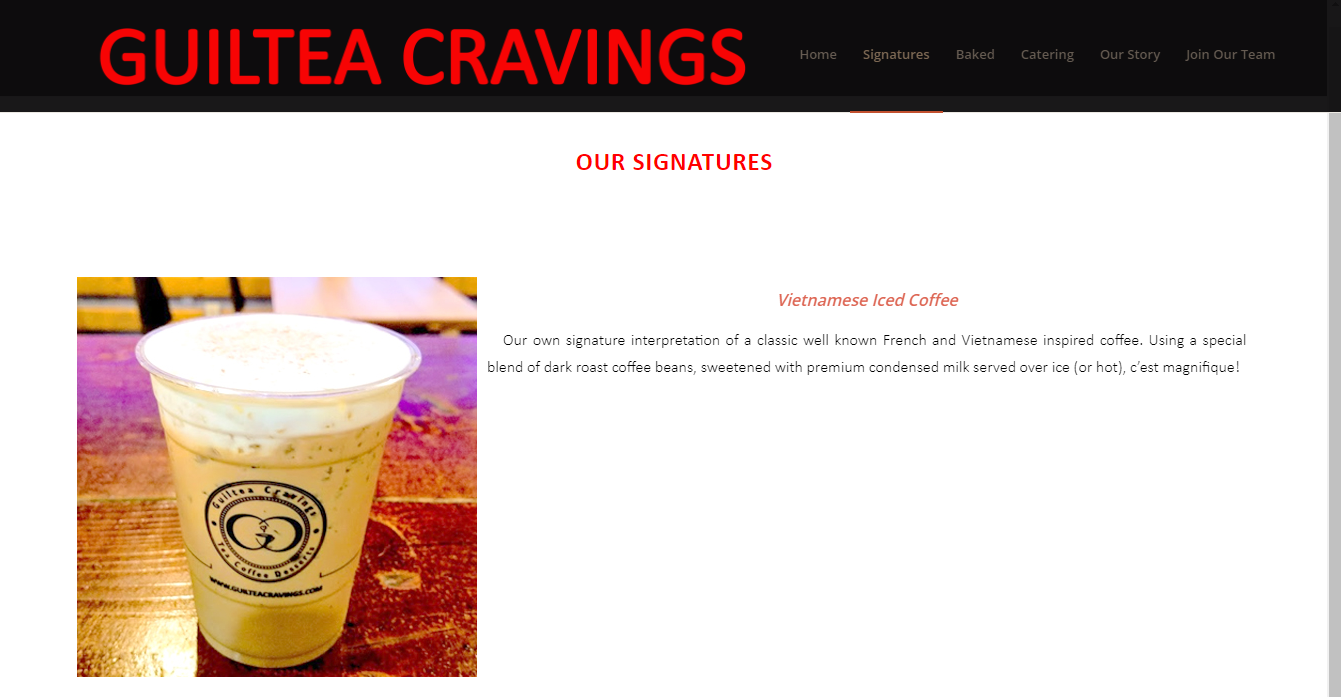 GUILTEA CRAVINGS
Home Signatures Baked Catering Our Story Join Our Team
OUR SIGNATURES
Vietnamese Iced Coffee
Our own signature interpretation of a classic well known French and Vietnamese inspired coffee. Using a special
blend of dark roast coffee beans, sweetened with premium condensed milk served over ice (or hot), c’est magnifique!
Guiltea Cravings
Tea Coffee Desserts
WWW.GUILTEACRAVINGS.COM